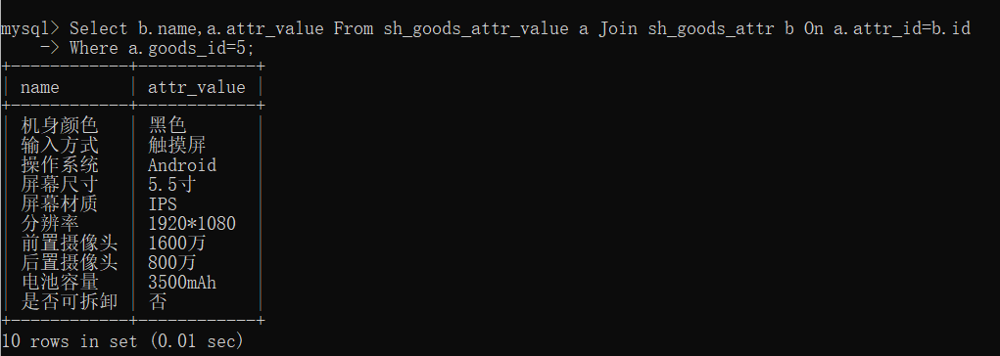 mysql> Select b.name,a.attr_value From sh_goods_attr_value a Join sh_goods_attr b On a.attr_id=b.id
    -> Where a.goods_id=5;
+------------+------------+
| name       | attr_value |
+------------+------------+
| 机身颜色   | 黑色       |
| 输入方式   | 触摸屏     |
| 操作系统   | Android    |
| 屏幕尺寸   | 5.5寸      |
| 屏幕材质   | IPS        |
| 分辨率     | 1920*1080  |
| 前置摄像头 | 1600万     |
| 后置摄像头 | 800万      |
| 电池容量   | 3500mAh    |
| 是否可拆卸 | 否         |
+------------+------------+
10 rows in set (0.01 sec)